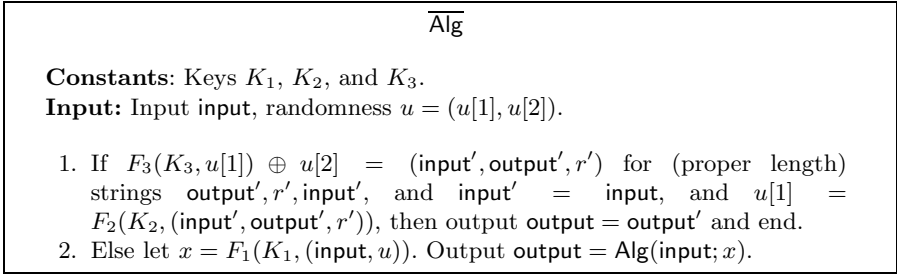 A̅l̅g̅
Constants: Keys K₁, K₂, and K₃.
Input: Input input, randomness u = (u[1], u[2]).
1. If F₃(K₃, u[1]) ⊕ u[2] = (input′, output′, r′) for (proper length)
strings output′, r′, input′, and input′ = input, and u[1] =
F₂(K₂, (input′, output′, r′)), then output output = output′ and end.
2. Else let x = F₁(K₁, (input, u)). Output output = Alg(input; x).